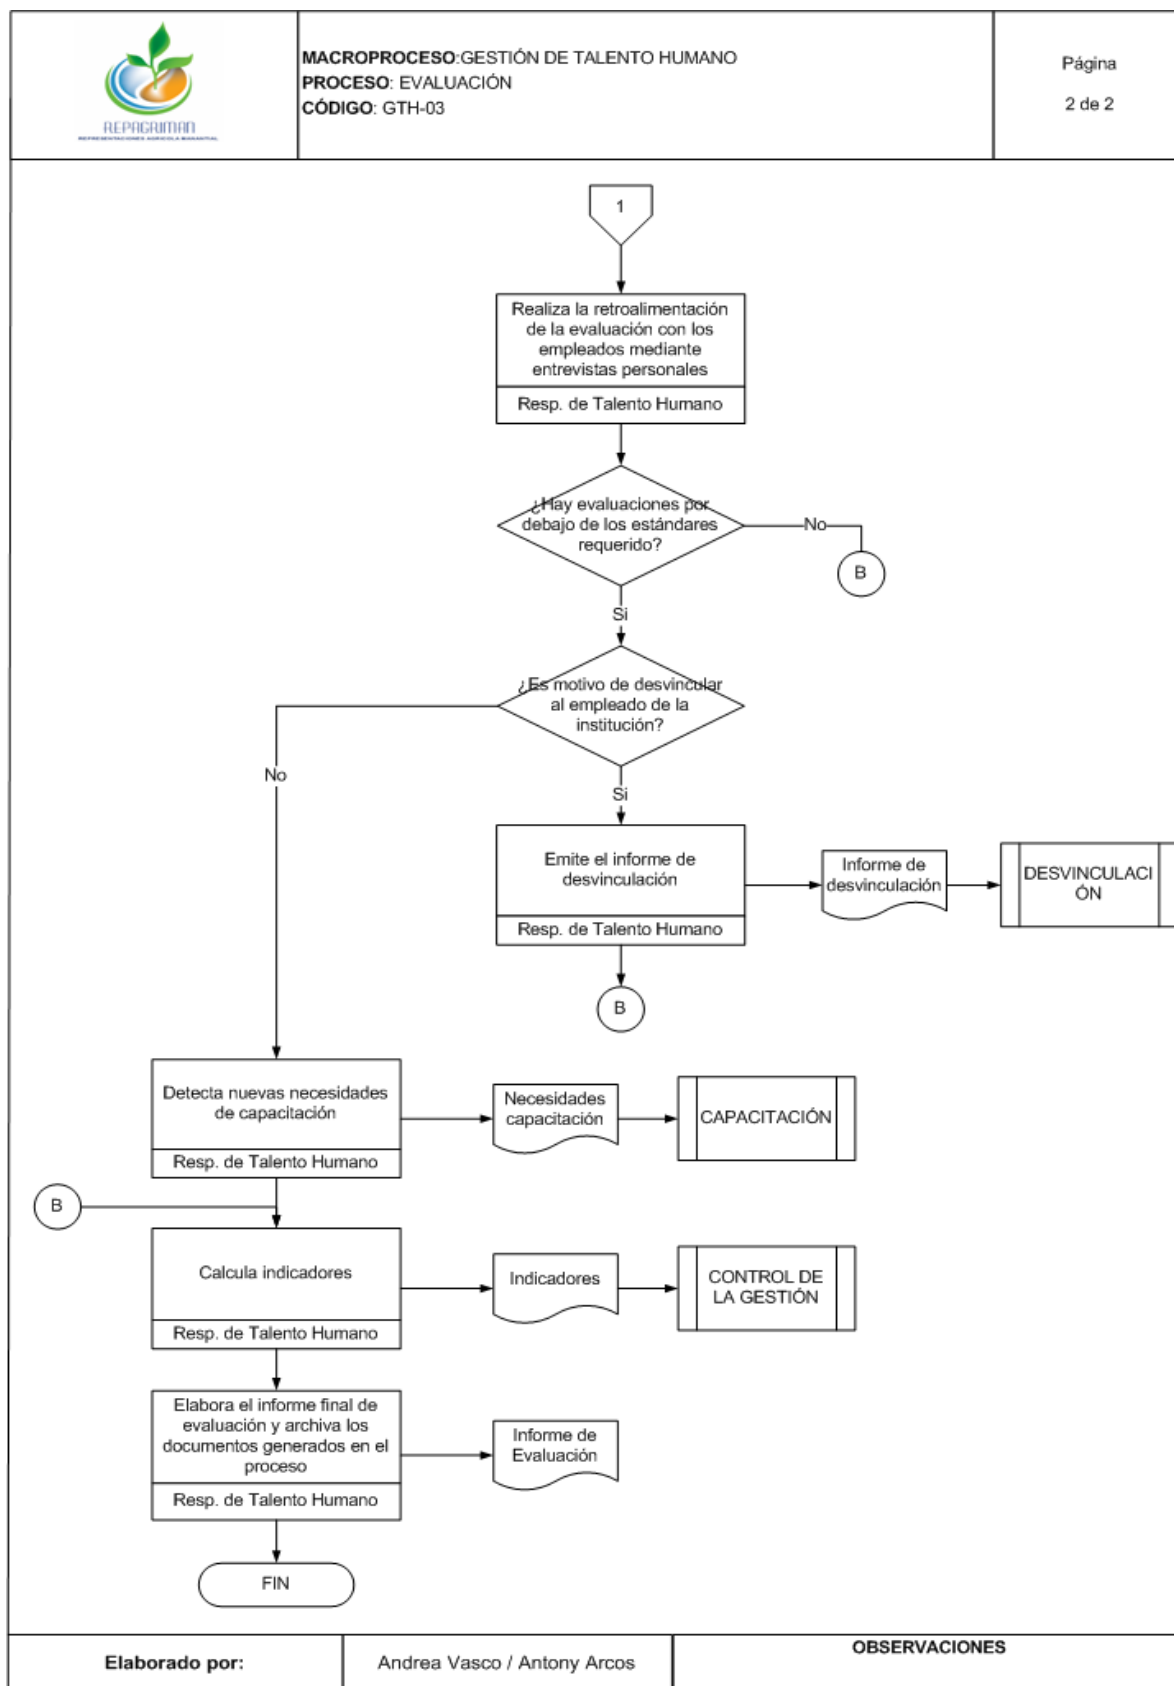 REPAGRIMAN
REPRESENTACIONES AGRICOLA MANANTIAL
MACROPROCESO:GESTIÓN DE TALENTO HUMANO
PROCESO: EVALUACIÓN
CÓDIGO: GTH-03
Página
2 de 2
1
Realiza la retroalimentación
de la evaluación con los
empleados mediante
entrevistas personales
Resp. de Talento Humano
¿Hay evaluaciones por
debajo de los estándares
requerido?
No
B
Si
¿Es motivo de desvincular
al empleado de la
institución?
No
Si
Emite el informe de
desvinculación
Resp. de Talento Humano
Informe de
desvinculación
DESVINCULACI
ÓN
B
Detecta nuevas necesidades
de capacitación
Resp. de Talento Humano
Necesidades
capacitación
CAPACITACIÓN
B
Calcula indicadores
Resp. de Talento Humano
Indicadores
CONTROL DE
LA GESTIÓN
Elabora el informe final de
evaluación y archiva los
documentos generados en el
proceso
Resp. de Talento Humano
Informe de
Evaluación
FIN
Elaborado por:
Andrea Vasco / Antony Arcos
OBSERVACIONES